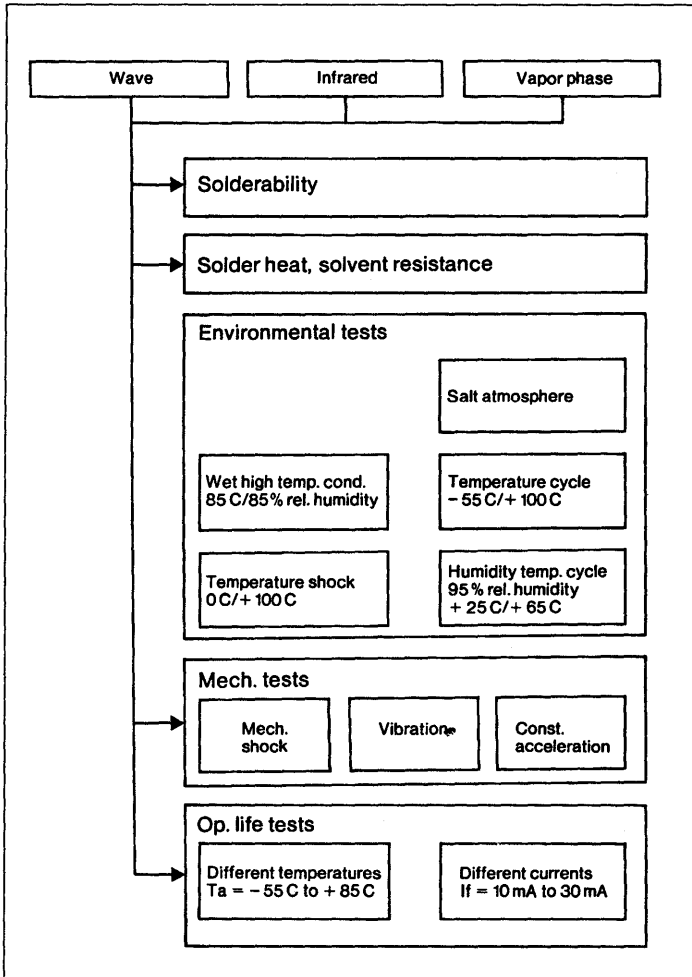 Wave
Infrared
Vapor phase
Solderability
Solder heat, solvent resistance
Environmental tests
Salt atmosphere
Wet high temp. cond.
85 C/85% rel. humidity
Temperature cycle
– 55 C/+ 100 C
Temperature shock
0 C/+ 100 C
Humidity temp. cycle
95% rel. humidity
+ 25 C/+ 65 C
Mech. tests
Mech.
shock
Vibration
Const.
acceleration
Op. life tests
Different temperatures
Ta = – 55 C to + 85 C
Different currents
If = 10 mA to 30 mA